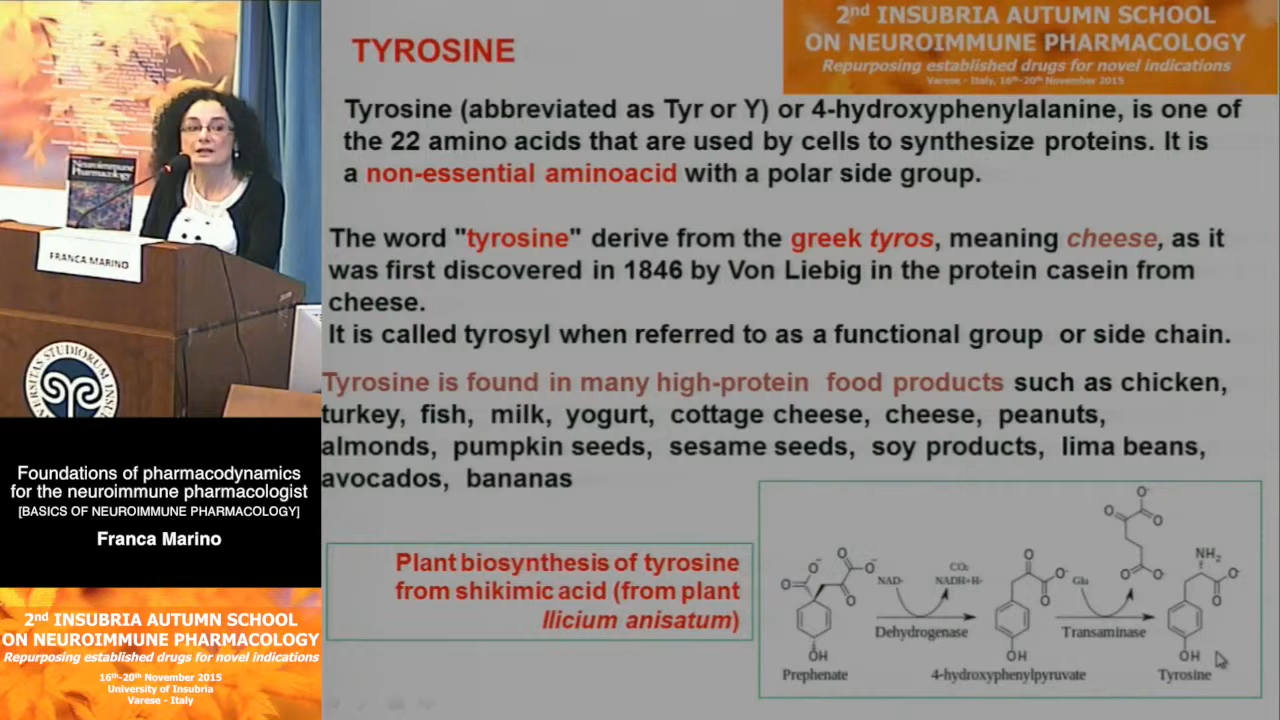 TYROSINE
2nd INSUBRIA AUTUMN SCHOOL
ON NEUROIMMUNE PHARMACOLOGY
Repurposing established drugs for novel indications
Varese - Italy, 16th-20th November 2015
Tyrosine (abbreviated as Tyr or Y) or 4-hydroxyphenylalanine, is one of
the 22 amino acids that are used by cells to synthesize proteins. It is
a non-essential aminoacid with a polar side group.
The word "tyrosine" derive from the greek tyros, meaning cheese, as it
was first discovered in 1846 by Von Liebig in the protein casein from
cheese.
It is called tyrosyl when referred to as a functional group or side chain.
Tyrosine is found in many high-protein food products such as chicken,
turkey, fish, milk, yogurt, cottage cheese, cheese, peanuts,
almonds, pumpkin seeds, sesame seeds, soy products, lima beans,
avocados, bananas
Plant biosynthesis of tyrosine
from shikimic acid (from plant
Ilicium anisatum)
O- O O-
O O
OH
Prephenate
NAD+ CO2
NADH+H+
Dehydrogenase
O O-
O
OH
4-hydroxyphenylpyruvate
Glu
Transaminase
O-
O O
O O-
NH2
O-
O
OH
Tyrosine
Neuroimmune
Pharmacology
FRANCA MARINO
Foundations of pharmacodynamics
for the neuroimmune pharmacologist
[BASICS OF NEUROIMMUNE PHARMACOLOGY]
Franca Marino
2nd INSUBRIA AUTUMN SCHOOL
ON NEUROIMMUNE PHARMACOLOGY
Repurposing established drugs for novel indications
16th-20th November 2015
University of Insubria
Varese - Italy